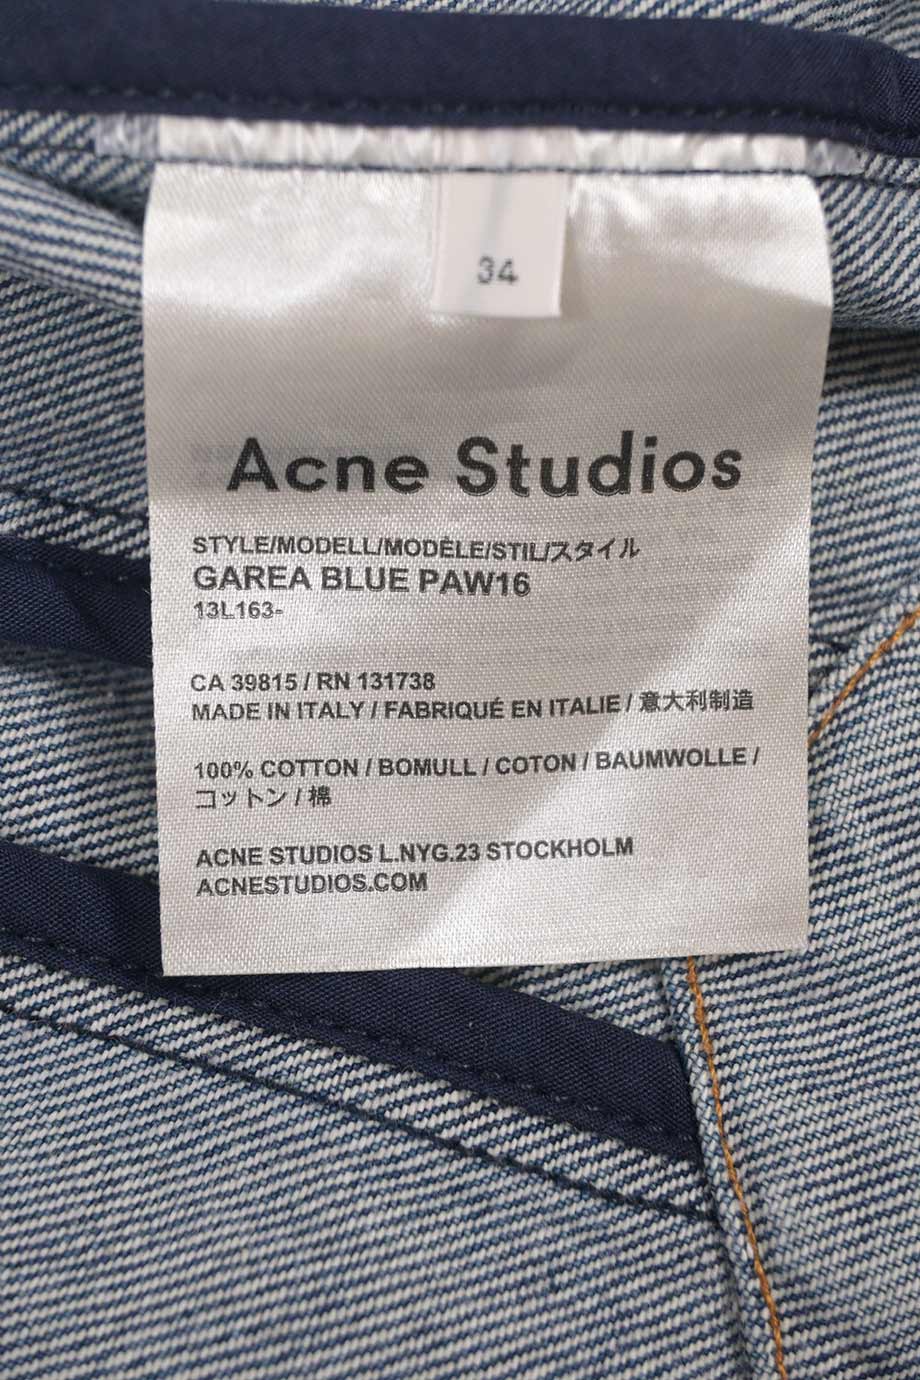 34
Acne Studios
STYLE/MODELL/MODÈLE/STIL/スタイル
GAREA BLUE PAW16
13L163-
CA 39815 / RN 131738
MADE IN ITALY / FABRIQUÉ EN ITALIE / 意大利制造
100% COTTON / BOMULL / COTON / BAUMWOLLE /
コットン / 棉
ACNE STUDIOS L.NYG.23 STOCKHOLM
ACNESTUDIOS.COM